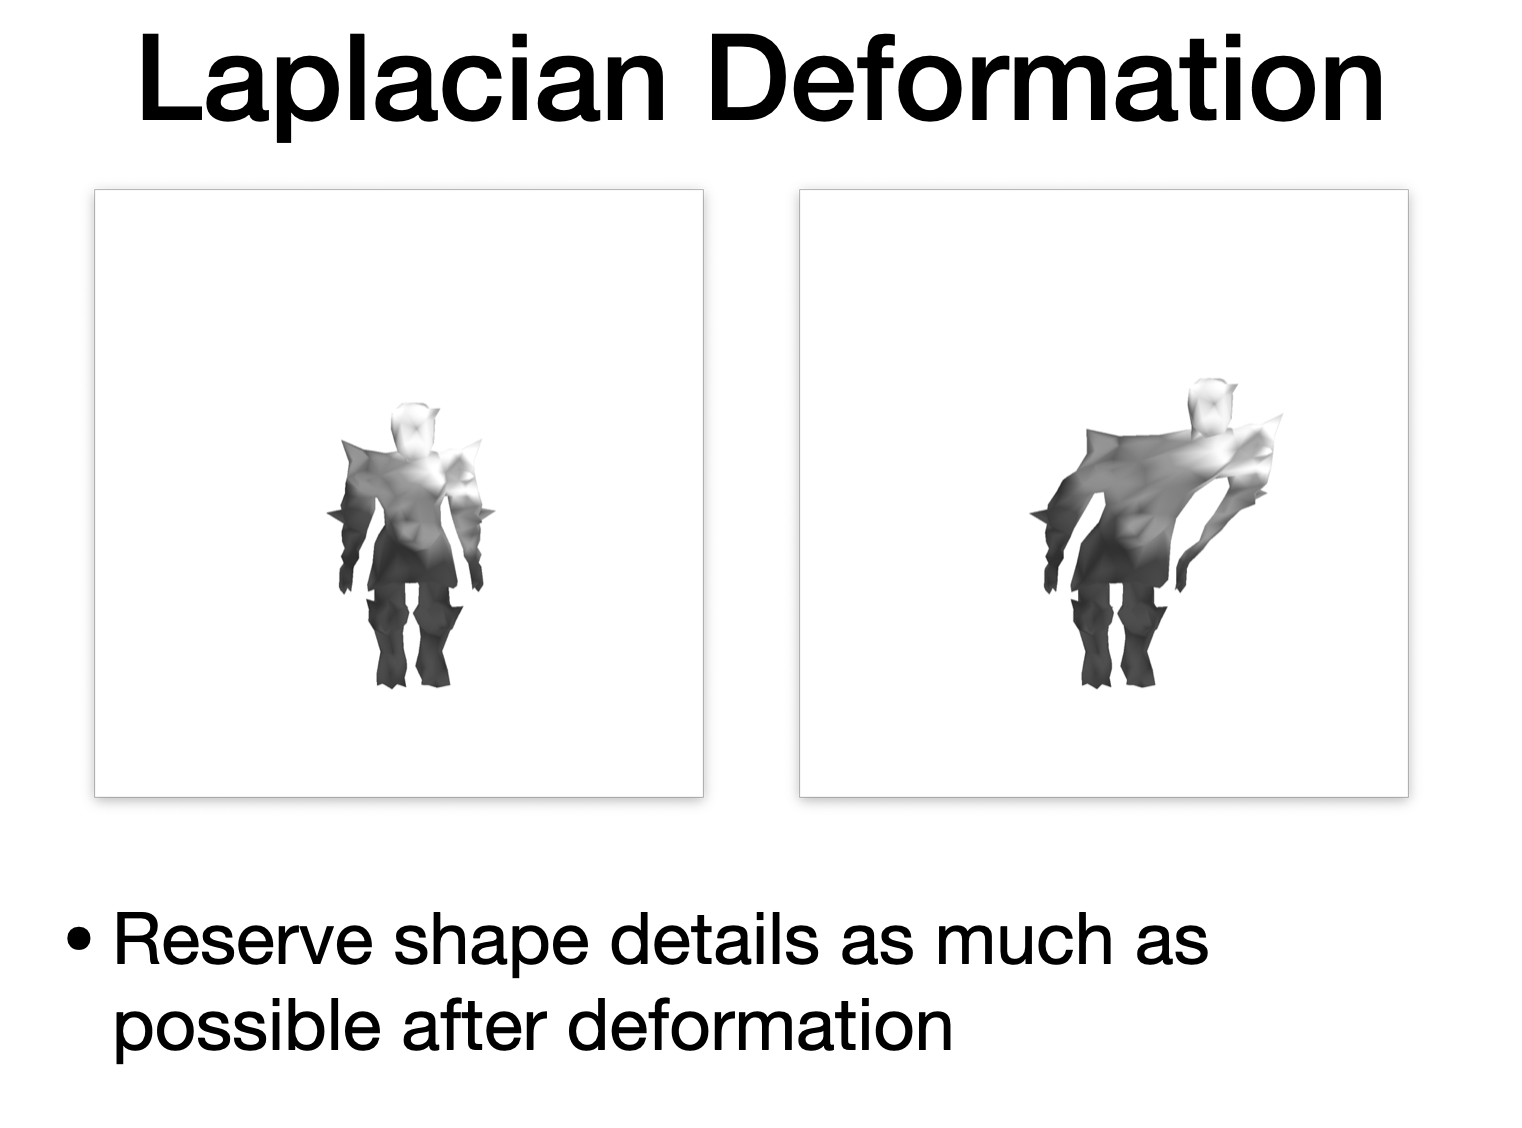 Laplacian Deformation
• Reserve shape details as much as
possible after deformation